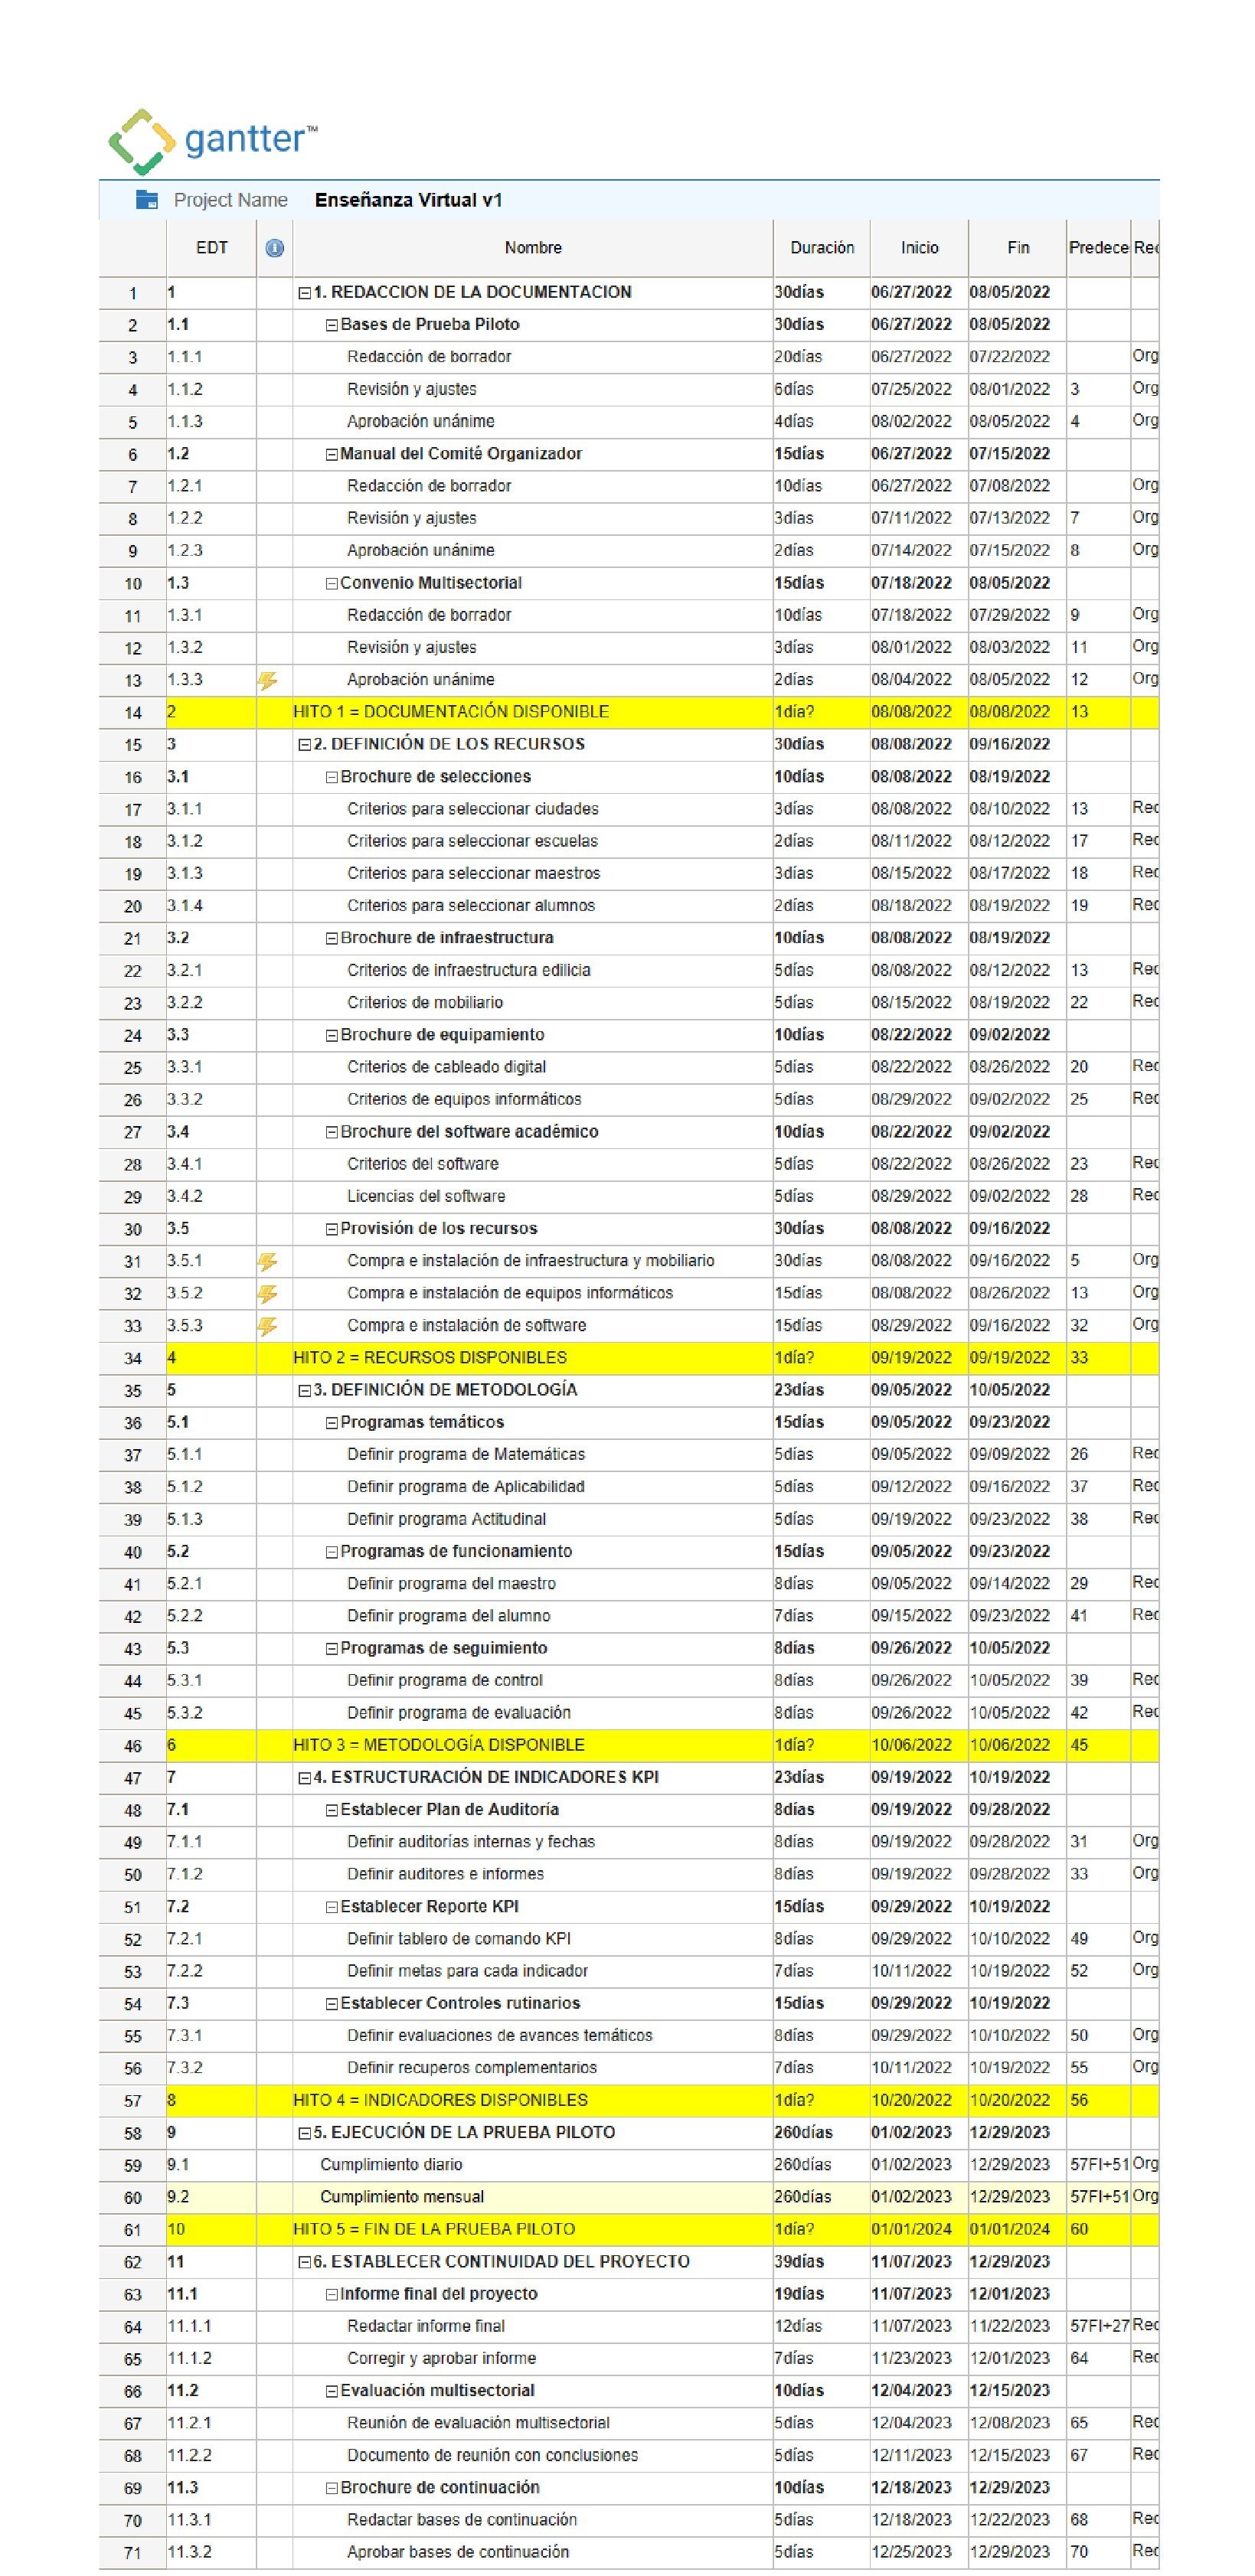 gantter™
Project Name Enseñanza Virtual v1
EDT Nombre Duración Inicio Fin Predece Rec
1 1 1. REDACCION DE LA DOCUMENTACION 30días 06/27/2022 08/05/2022
2 1.1 Bases de Prueba Piloto 30días 06/27/2022 08/05/2022
3 1.1.1 Redacción de borrador 20días 06/27/2022 07/22/2022 Org
4 1.1.2 Revisión y ajustes 6días 07/25/2022 08/01/2022 3 Org
5 1.1.3 Aprobación unánime 4días 08/02/2022 08/05/2022 4 Org
6 1.2 Manual del Comité Organizador 15días 06/27/2022 07/15/2022
7 1.2.1 Redacción de borrador 10días 06/27/2022 07/08/2022 Org
8 1.2.2 Revisión y ajustes 3días 07/11/2022 07/13/2022 7 Org
9 1.2.3 Aprobación unánime 2días 07/14/2022 07/15/2022 8 Org
10 1.3 Convenio Multisectorial 15días 07/18/2022 08/05/2022
11 1.3.1 Redacción de borrador 10días 07/18/2022 07/29/2022 9 Org
12 1.3.2 Revisión y ajustes 3días 08/01/2022 08/03/2022 11 Org
13 1.3.3 Aprobación unánime 2días 08/04/2022 08/05/2022 12 Org
14 2 HITO 1 = DOCUMENTACIÓN DISPONIBLE 1día? 08/08/2022 08/08/2022 13
15 3 2. DEFINICIÓN DE LOS RECURSOS 30días 08/08/2022 09/16/2022
16 3.1 Brochure de selecciones 10días 08/08/2022 08/19/2022
17 3.1.1 Criterios para seleccionar ciudades 3días 08/08/2022 08/10/2022 13 Rec
18 3.1.2 Criterios para seleccionar escuelas 2días 08/11/2022 08/12/2022 17 Rec
19 3.1.3 Criterios para seleccionar maestros 3días 08/15/2022 08/17/2022 18 Rec
20 3.1.4 Criterios para seleccionar alumnos 2días 08/18/2022 08/19/2022 19 Rec
21 3.2 Brochure de infraestructura 10días 08/08/2022 08/19/2022
22 3.2.1 Criterios de infraestructura edilicia 5días 08/08/2022 08/12/2022 13 Rec
23 3.2.2 Criterios de mobiliario 5días 08/15/2022 08/19/2022 22 Rec
24 3.3 Brochure de equipamiento 10días 08/22/2022 09/02/2022
25 3.3.1 Criterios de cableado digital 5días 08/22/2022 08/26/2022 20 Rec
26 3.3.2 Criterios de equipos informáticos 5días 08/29/2022 09/02/2022 25 Rec
27 3.4 Brochure del software académico 10días 08/22/2022 09/02/2022
28 3.4.1 Criterios del software 5días 08/22/2022 08/26/2022 23 Rec
29 3.4.2 Licencias del software 5días 08/29/2022 09/02/2022 28 Rec
30 3.5 Provisión de los recursos 30días 08/08/2022 09/16/2022
31 3.5.1 Compra e instalación de infraestructura y mobiliario 30días 08/08/2022 09/16/2022 5 Org
32 3.5.2 Compra e instalación de equipos informáticos 15días 08/08/2022 08/26/2022 13 Org
33 3.5.3 Compra e instalación de software 15días 08/29/2022 09/16/2022 32 Org
34 4 HITO 2 = RECURSOS DISPONIBLES 1día? 09/19/2022 09/19/2022 33
35 5 3. DEFINICIÓN DE METODOLOGÍA 23días 09/05/2022 10/05/2022
36 5.1 Programas temáticos 15días 09/05/2022 09/23/2022
37 5.1.1 Definir programa de Matemáticas 5días 09/05/2022 09/09/2022 26 Rec
38 5.1.2 Definir programa de Aplicabilidad 5días 09/12/2022 09/16/2022 37 Rec
39 5.1.3 Definir programa Actitudinal 5días 09/19/2022 09/23/2022 38 Rec
40 5.2 Programas de funcionamiento 15días 09/05/2022 09/23/2022
41 5.2.1 Definir programa del maestro 8días 09/05/2022 09/14/2022 29 Rec
42 5.2.2 Definir programa del alumno 7días 09/15/2022 09/23/2022 41 Rec
43 5.3 Programas de seguimiento 8días 09/26/2022 10/05/2022
44 5.3.1 Definir programa de control 8días 09/26/2022 10/05/2022 39 Rec
45 5.3.2 Definir programa de evaluación 8días 09/26/2022 10/05/2022 42 Rec
46 6 HITO 3 = METODOLOGÍA DISPONIBLE 1día? 10/06/2022 10/06/2022 45
47 7 4. ESTRUCTURACIÓN DE INDICADORES KPI 23días 09/19/2022 10/19/2022
48 7.1 Establecer Plan de Auditoría 8días 09/19/2022 09/28/2022
49 7.1.1 Definir auditorías internas y fechas 8días 09/19/2022 09/28/2022 31 Org
50 7.1.2 Definir auditores e informes 8días 09/19/2022 09/28/2022 33 Org
51 7.2 Establecer Reporte KPI 15días 09/29/2022 10/19/2022
52 7.2.1 Definir tablero de comando KPI 8días 09/29/2022 10/10/2022 49 Org
53 7.2.2 Definir metas para cada indicador 7días 10/11/2022 10/19/2022 52 Org
54 7.3 Establecer Controles rutinarios 15días 09/29/2022 10/19/2022
55 7.3.1 Definir evaluaciones de avances temáticos 8días 09/29/2022 10/10/2022 50 Org
56 7.3.2 Definir recuperos complementarios 7días 10/11/2022 10/19/2022 55 Org
57 8 HITO 4 = INDICADORES DISPONIBLES 1día? 10/20/2022 10/20/2022 56
58 9 5. EJECUCIÓN DE LA PRUEBA PILOTO 260días 01/02/2023 12/29/2023
59 9.1 Cumplimiento diario 260días 01/02/2023 12/29/2023 57FI+51 Org
60 9.2 Cumplimiento mensual 260días 01/02/2023 12/29/2023 57FI+51 Org
61 10 HITO 5 = FIN DE LA PRUEBA PILOTO 1día? 01/01/2024 01/01/2024 60
62 11 6. ESTABLECER CONTINUIDAD DEL PROYECTO 39días 11/07/2023 12/29/2023
63 11.1 Informe final del proyecto 19días 11/07/2023 12/01/2023
64 11.1.1 Redactar informe final 12días 11/07/2023 11/22/2023 57FI+27 Rec
65 11.1.2 Corregir y aprobar informe 7días 11/23/2023 12/01/2023 64 Rec
66 11.2 Evaluación multisectorial 10días 12/04/2023 12/15/2023
67 11.2.1 Reunión de evaluación multisectorial 5días 12/04/2023 12/08/2023 65 Rec
68 11.2.2 Documento de reunión con conclusiones 5días 12/11/2023 12/15/2023 67 Rec
69 11.3 Brochure de continuación 10días 12/18/2023 12/29/2023
70 11.3.1 Redactar bases de continuación 5días 12/18/2023 12/22/2023 68 Rec
71 11.3.2 Aprobar bases de continuación 5días 12/25/2023 12/29/2023 70 Rec